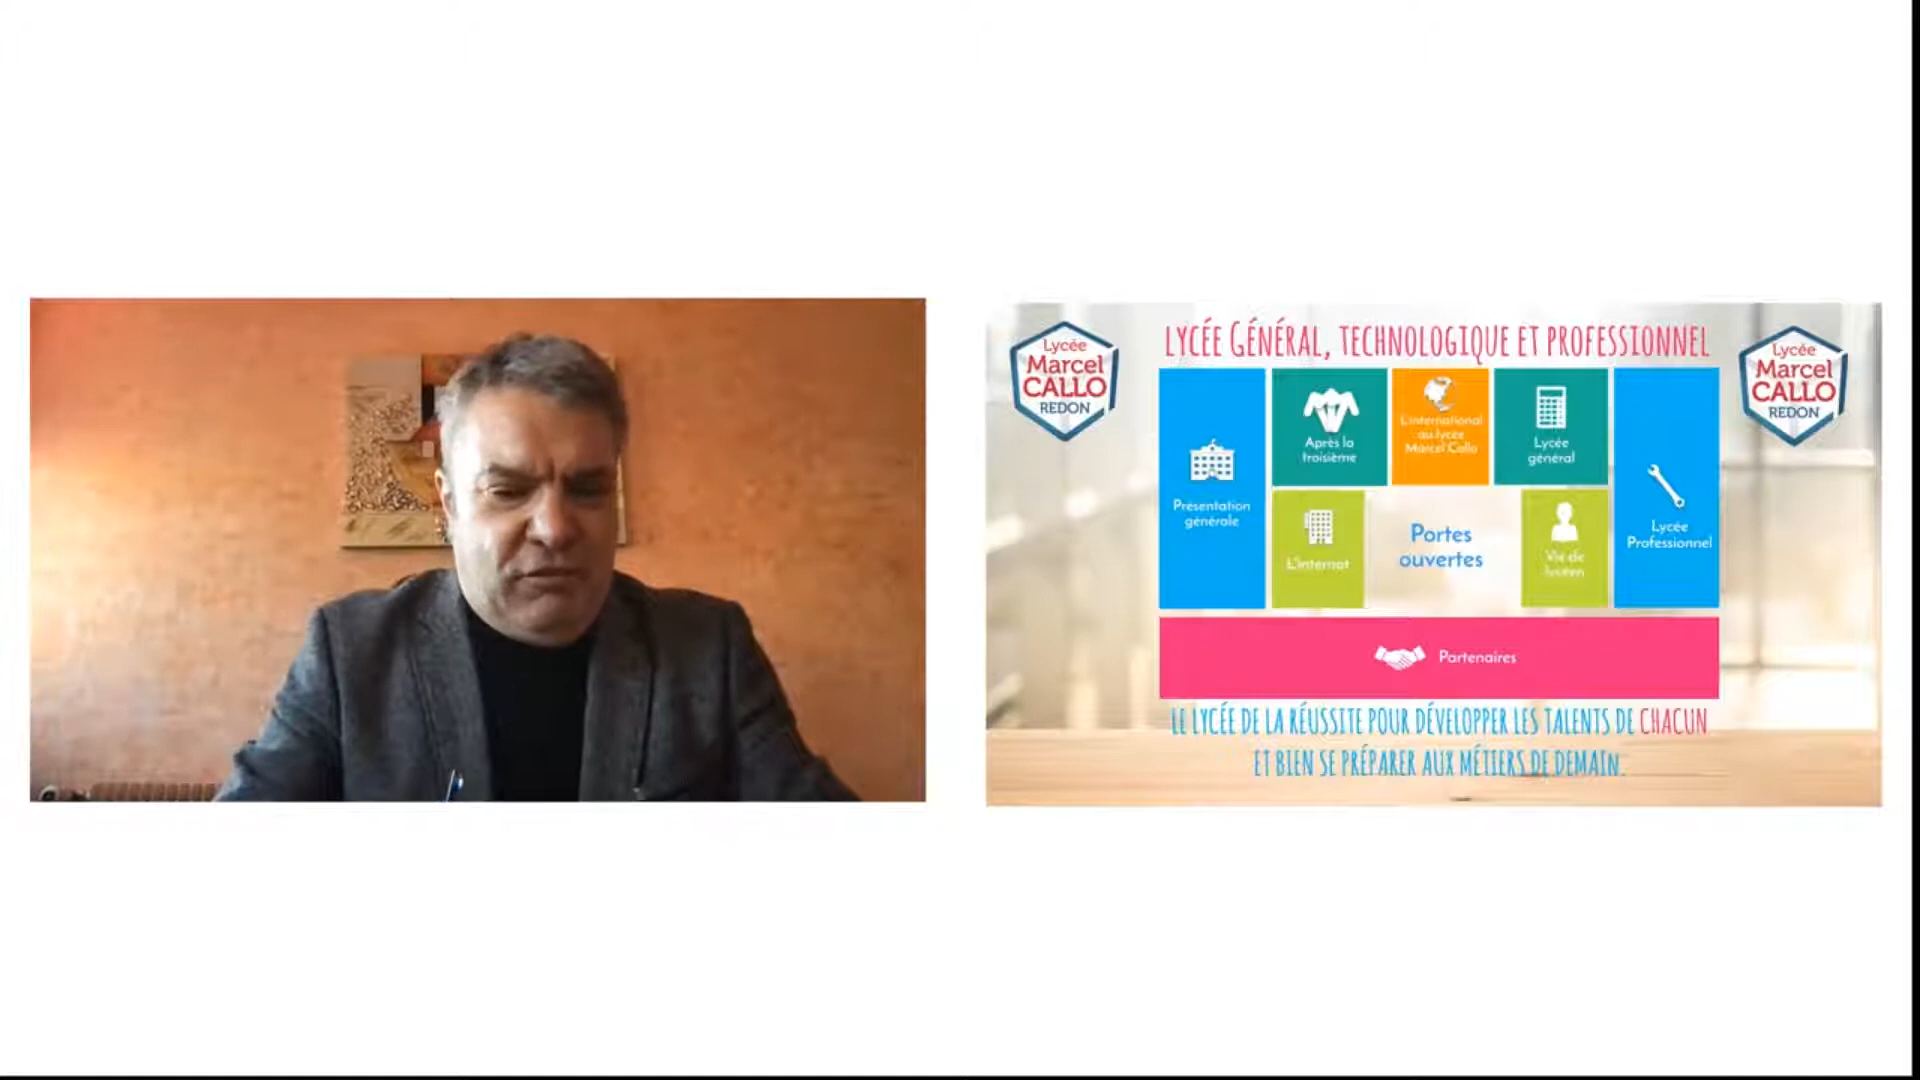 LYCÉE GÉNÉRAL, TECHNOLOGIQUE ET PROFESSIONNEL
Lycée
Marcel
CALLO
REDON
Lycée
Marcel
CALLO
REDON
Présentation
générale
Après la
troisième
L'international
au lycée
Marcel Callo
Lycée
général
Lycée
Professionnel
L'internat
Portes
ouvertes
Vie de
lycéen
Partenaires
LE LYCÉE DE LA RÉUSSITE POUR DÉVELOPPER LES TALENTS DE CHACUN
ET BIEN SE PRÉPARER AUX MÉTIERS DE DEMAIN.